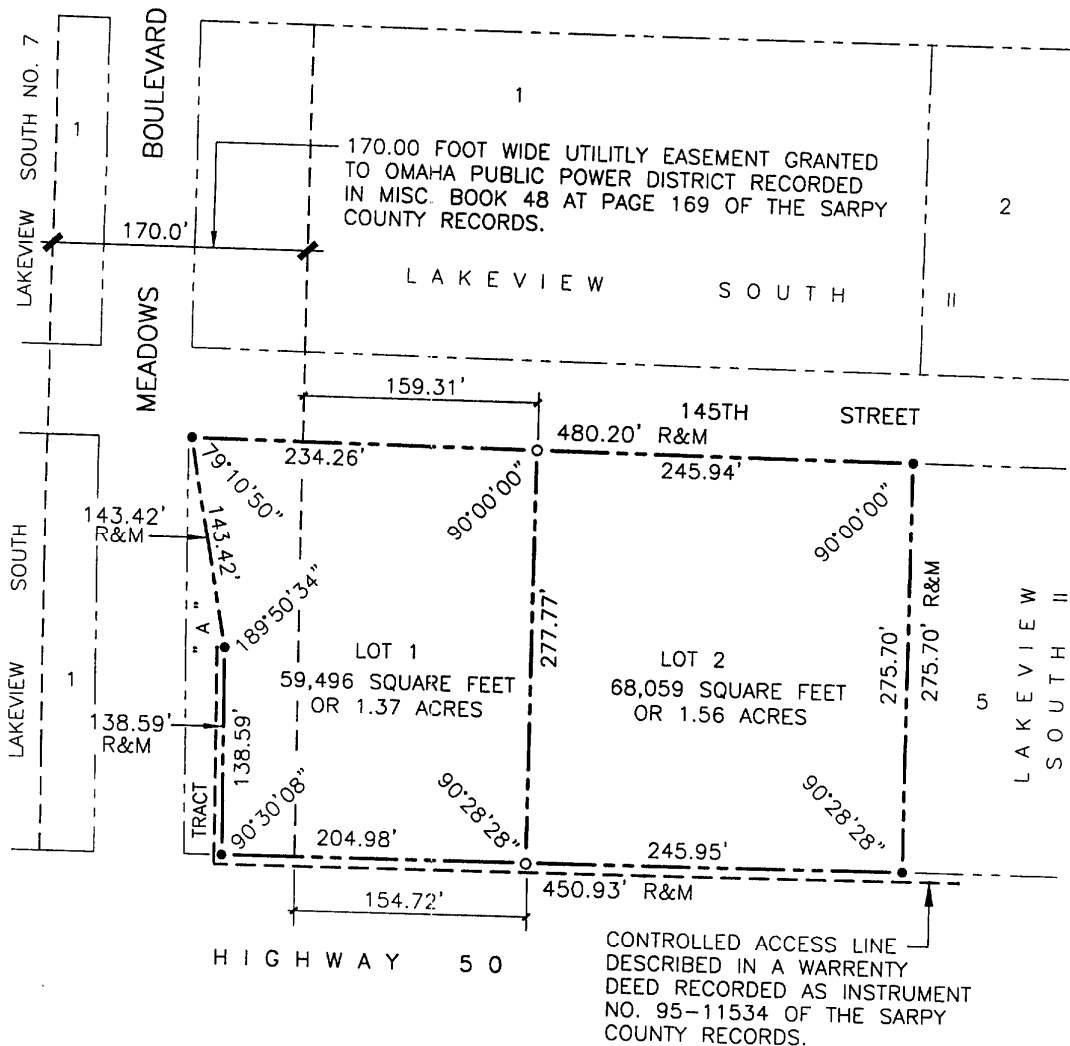 LAKEVIEW SOUTH NO. 7
1
BOULEVARD
1
170.00 FOOT WIDE UTILITLY EASEMENT GRANTED
TO OMAHA PUBLIC POWER DISTRICT RECORDED
IN MISC. BOOK 48 AT PAGE 169 OF THE SARPY
COUNTY RECORDS.
2
170.0'
LAKEVIEW SOUTH II
MEADOWS
159.31'
145TH STREET
480.20' R&M
234.26'
245.94'
79°10'50"
90°00'00"
90°00'00"
143.42'
R&M
143.42'
189°50'34"
"A"
TRACT
LAKEVIEW SOUTH
1
LOT 1
59,496 SQUARE FEET
OR 1.37 ACRES
277.77'
LOT 2
68,059 SQUARE FEET
OR 1.56 ACRES
275.70'
275.70' R&M
5
LAKEVIEW
SOUTH II
138.59'
R&M
138.59'
90°30'08"
90°28'28"
90°28'28"
204.98'
245.95'
450.93' R&M
154.72'
HIGHWAY 50
CONTROLLED ACCESS LINE
DESCRIBED IN A WARRENTY
DEED RECORDED AS INSTRUMENT
NO. 95-11534 OF THE SARPY
COUNTY RECORDS.